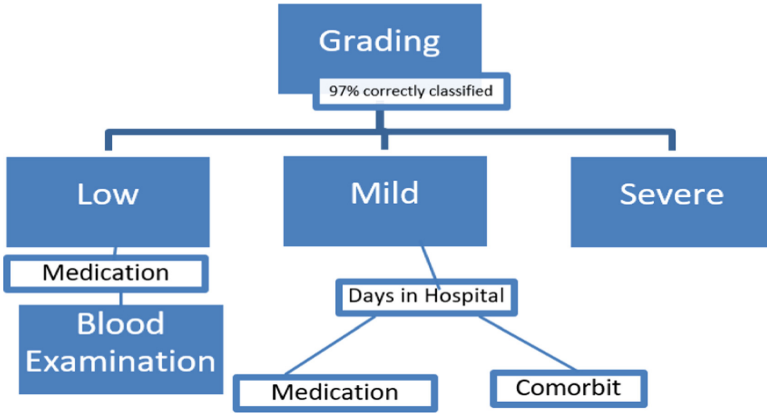 Grading
97% correctly classified
Low
Mild
Severe
Medication
Days in Hospital
Blood
Examination
Medication
Comorbit